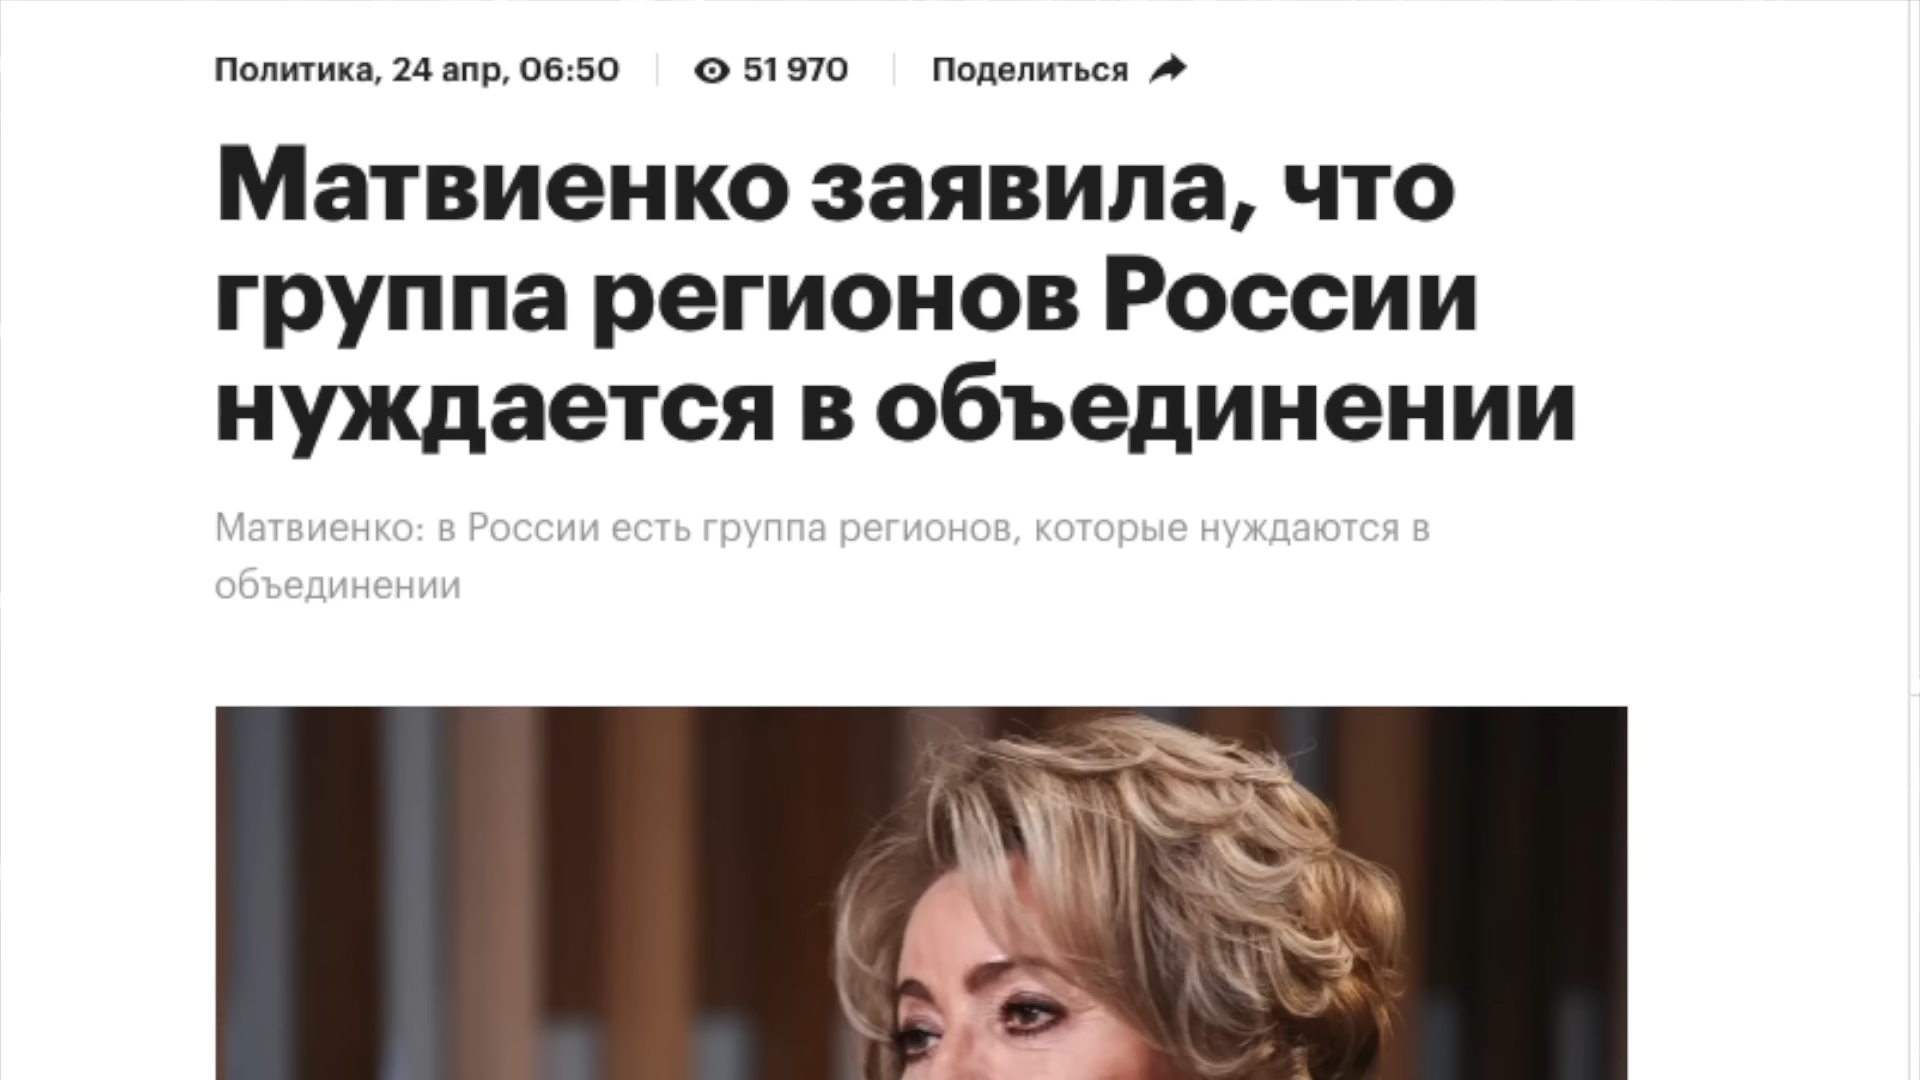 Политика, 24 апр, 06:50 51 970 Поделиться
Матвиенко заявила, что
группа регионов России
нуждается в объединении
Матвиенко: в России есть группа регионов, которые нуждаются в
объединении